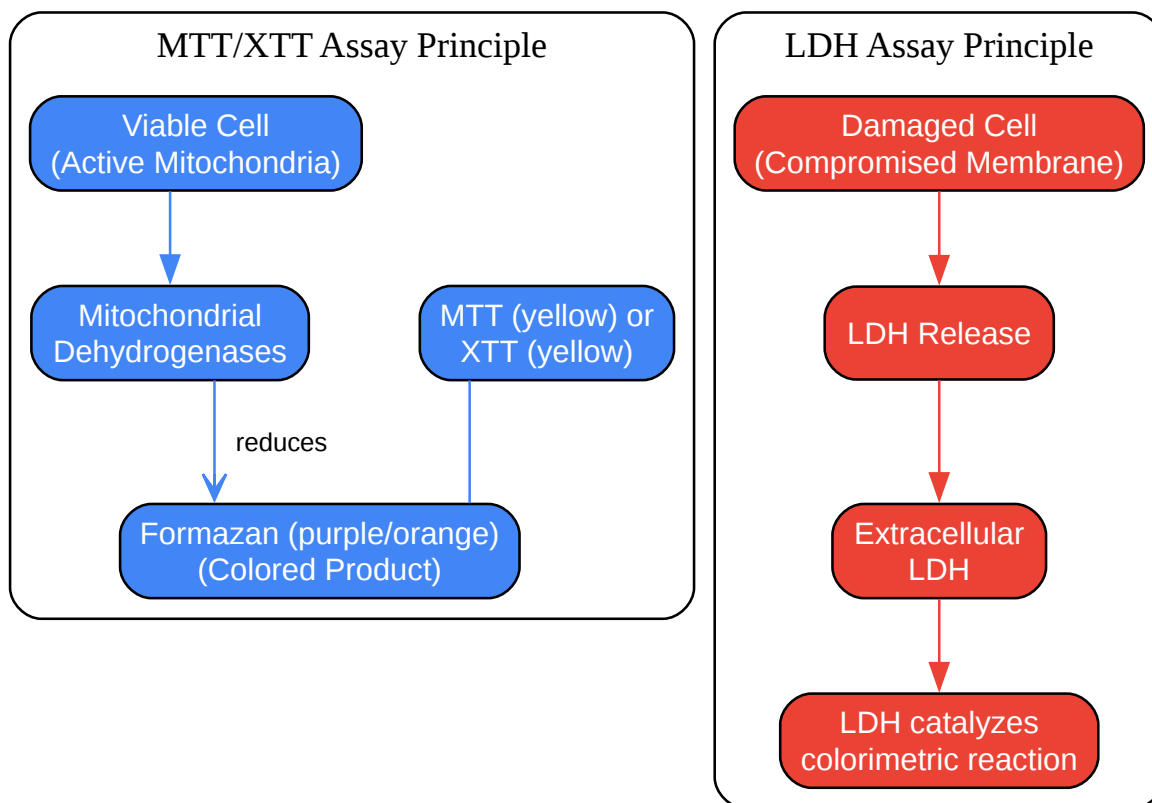 MTT/XTT Assay Principle
Viable Cell
(Active Mitochondria)
Mitochondrial
Dehydrogenases
MTT (yellow) or
XTT (yellow)
reduces
Formazan (purple/orange)
(Colored Product)
LDH Assay Principle
Damaged Cell
(Compromised Membrane)
LDH Release
Extracellular
LDH
LDH catalyzes
colorimetric reaction